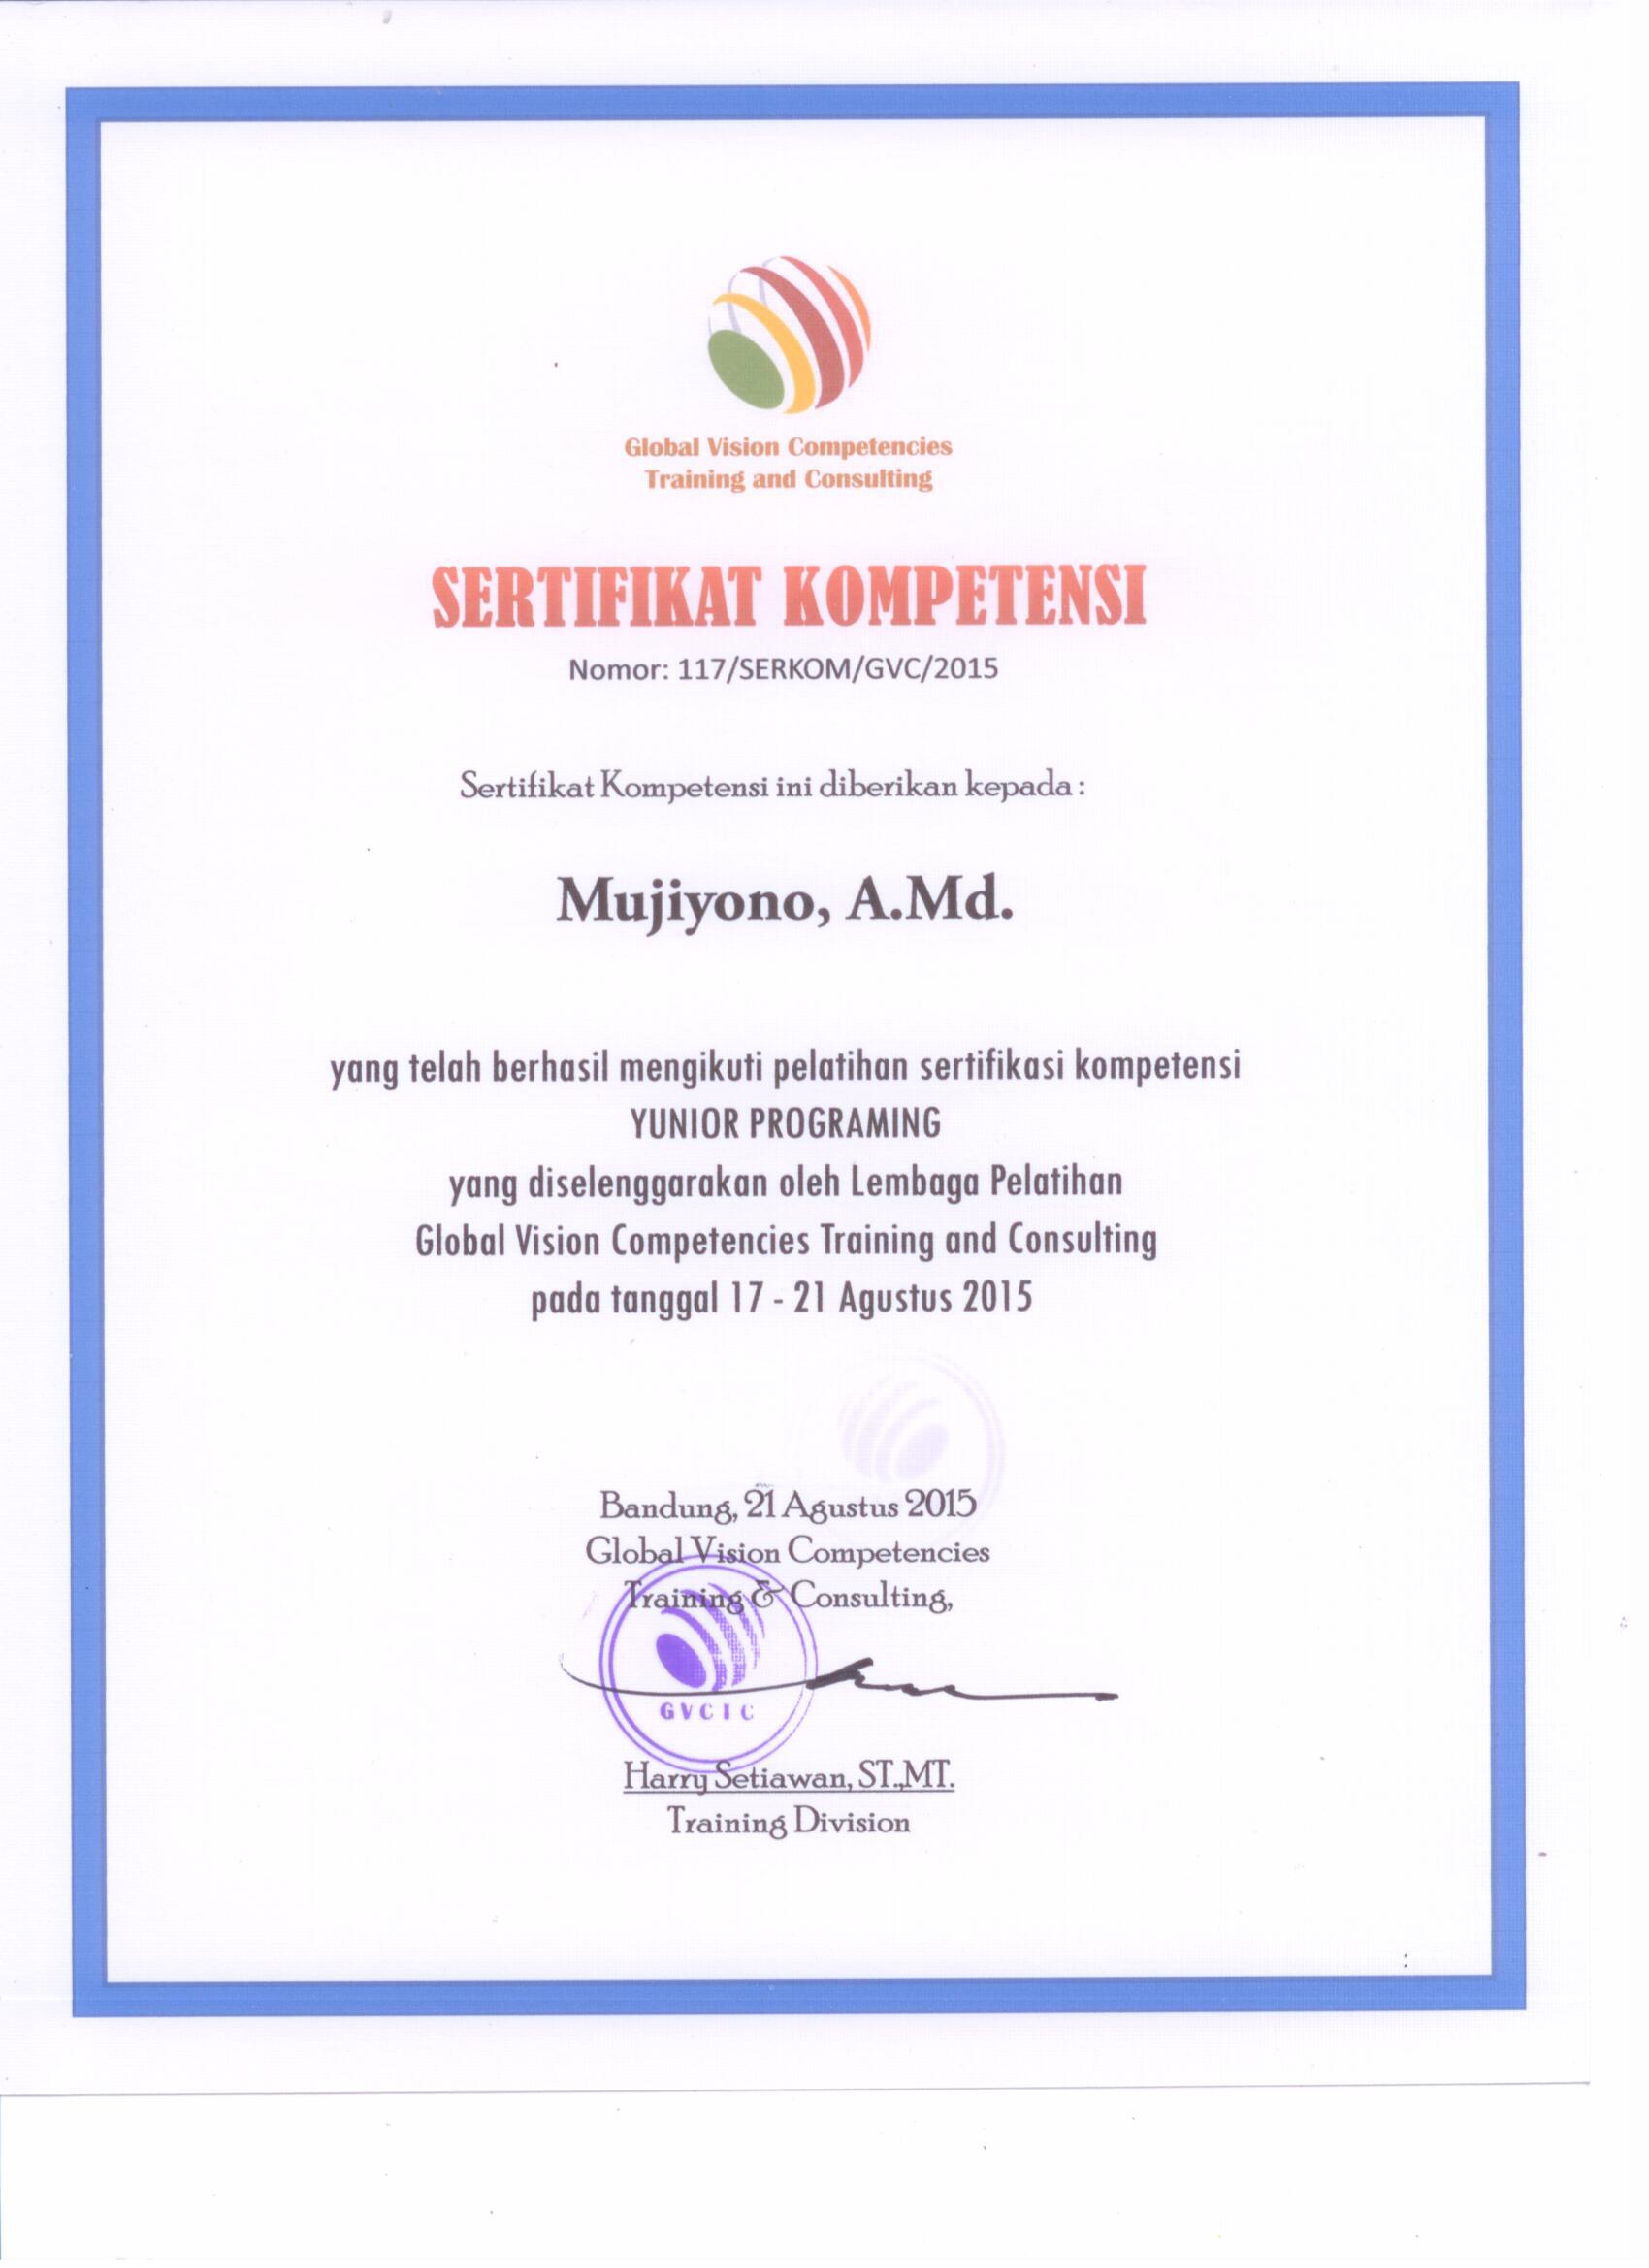 Global Vision Competencies
Training and Consulting
SERTIFIKAT KOMPETENSI
Nomor: 117/SERKOM/GVC/2015
Sertifikat Kompetensi ini diberikan kepada :
Mujiyono, A.Md.
yang telah berhasil mengikuti pelatihan sertifikasi kompetensi
YUNIOR PROGRAMING
yang diselenggarakan oleh Lembaga Pelatihan
Global Vision Competencies Training and Consulting
pada tanggal 17 - 21 Agustus 2015
Bandung, 21 Agustus 2015
Global Vision Competencies
Training & Consulting,
Harry Setiawan, ST.,MT.
Training Division